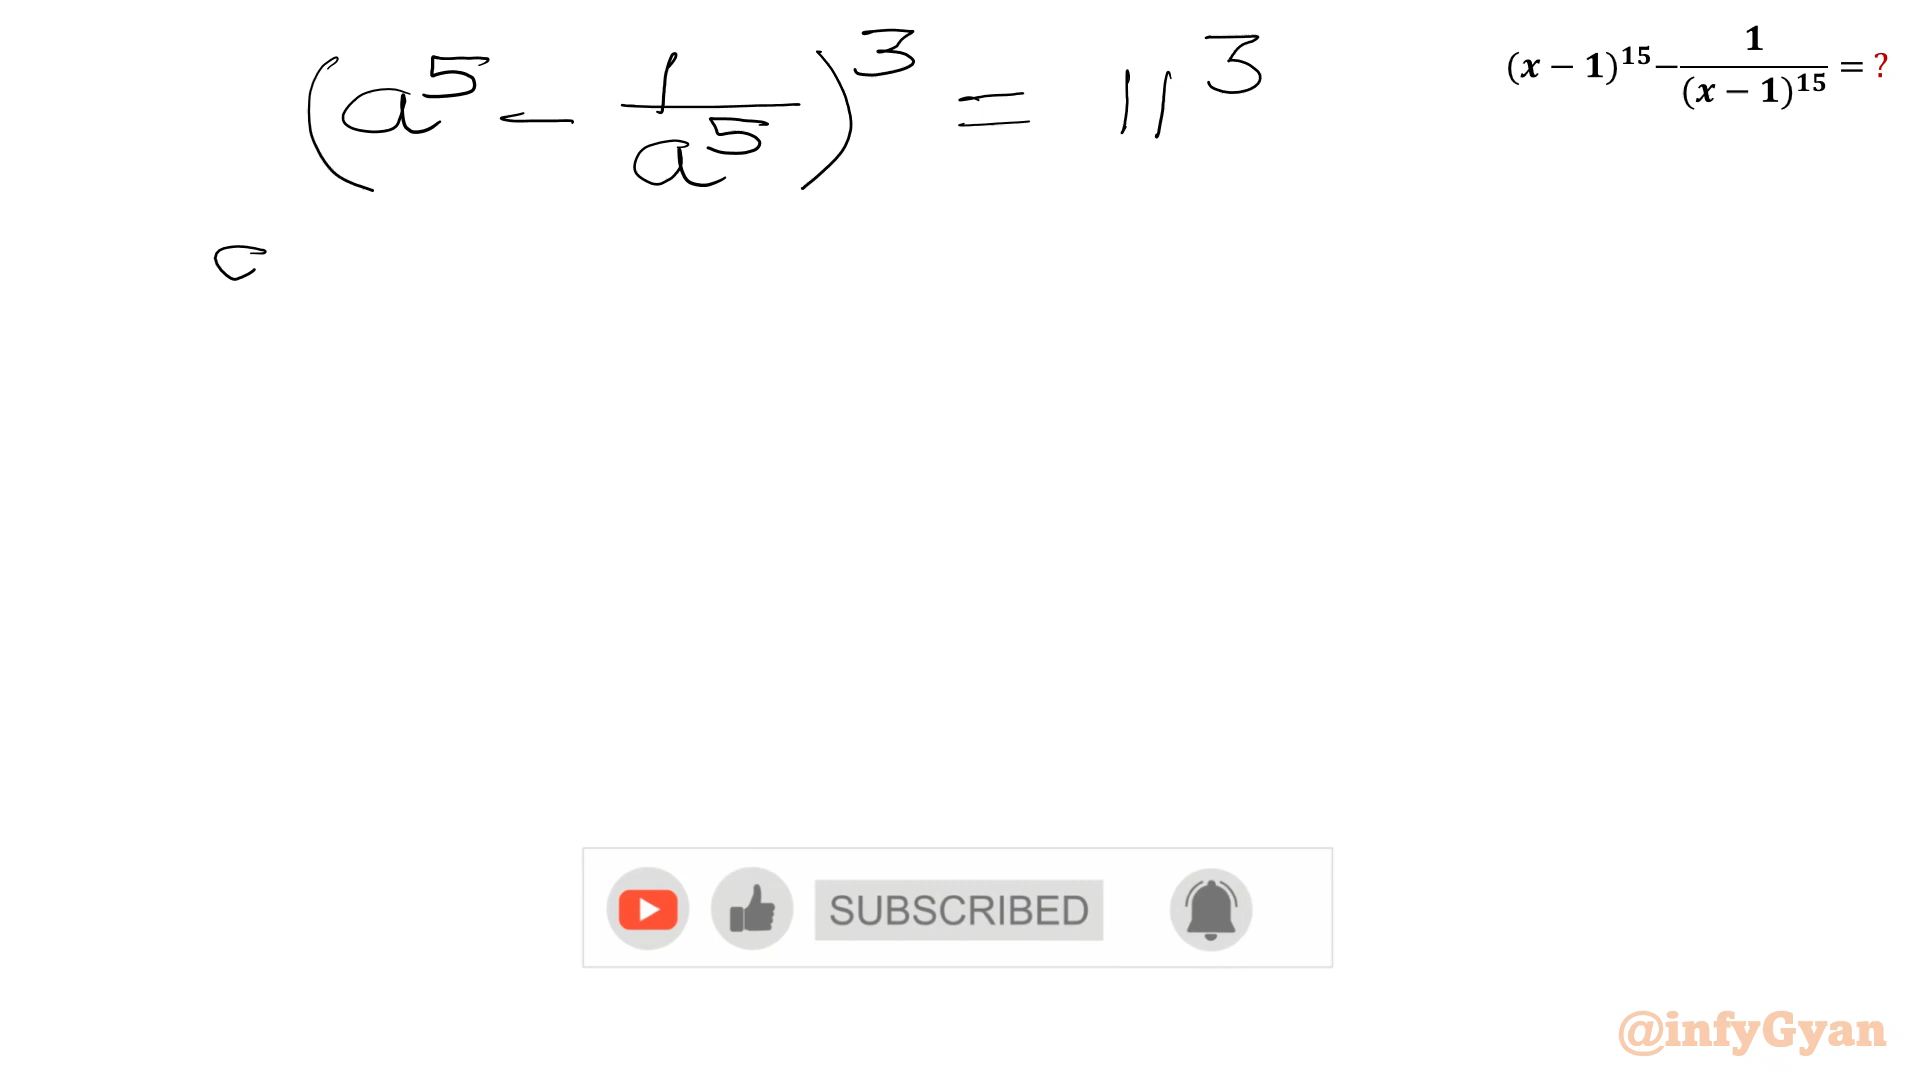 (a⁵ − 1/a⁵)³ = 11³
(x − 1)¹⁵ − 1/(x − 1)¹⁵ = ?
SUBSCRIBED
@infyGyan